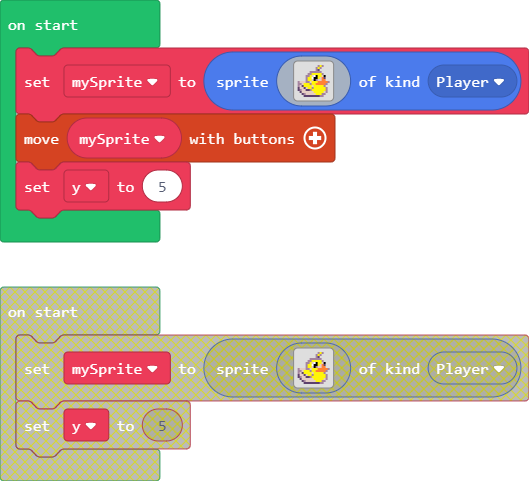 on start
set mySprite to sprite of kind Player
move mySprite with buttons
set y to 5
on start
set mySprite to sprite of kind Player
set y to 5